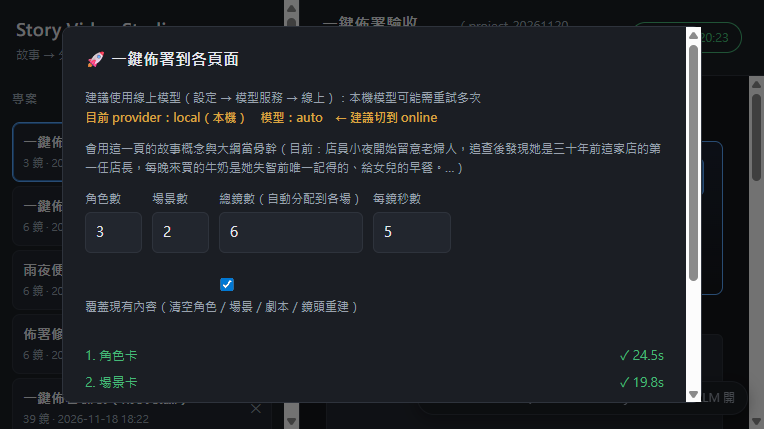 Story Video Studio
故事 →
專案
3 鏡 · 20
6 鏡 · 20
雨夜便
6 鏡 · 20
佈署修
6 鏡 · 20
39 鏡 · 2026-11-18 18:22
×
一鍵佈署驗收
( project-20261120
20:23
🚀 一鍵佈署到各頁面
建議使用線上模型（設定 → 模型服務 → 線上）：本機模型可能需重試多次
目前 provider：local（本機） 模型：auto ← 建議切到 online
會用這一頁的故事概念與大綱當骨幹（目前：店員小夜開始留意老婦人，追查後發現她是三十年前這家店的第
一任店長，每晚來買的牛奶是她失智前唯一記得的、給女兒的早餐。…）
角色數 場景數 總鏡數（自動分配到各場） 每鏡秒數
3 2 6 5
覆蓋現有內容（清空角色 / 場景 / 劇本 / 鏡頭重建）
1. 角色卡 ✓ 24.5s
2. 場景卡 ✓ 19.8s
LM 開